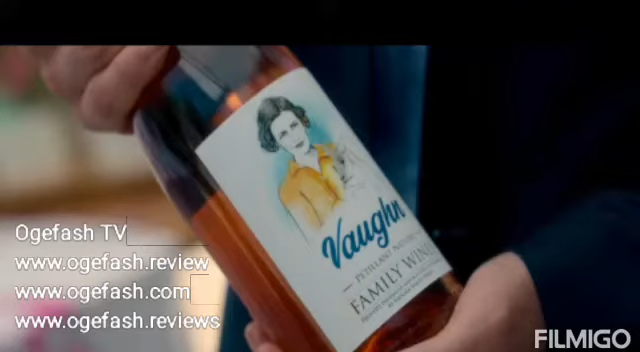 Vaughn
PETILLANT NATUREL
FAMILY WINE
Ogefash TV
www.ogefash.review
www.ogefash.com
www.ogefash.reviews
FILMIGO